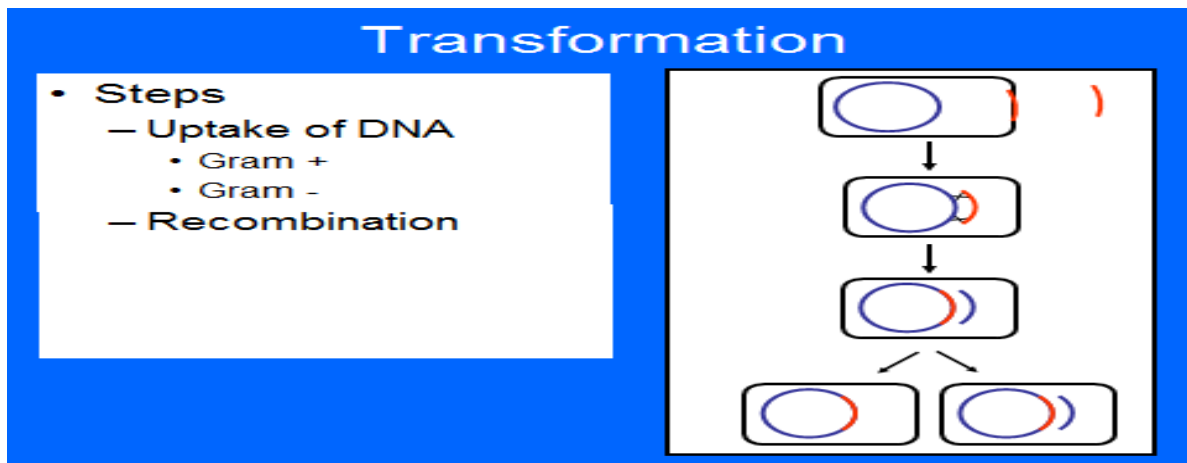 Transformation
• Steps
– Uptake of DNA
• Gram +
• Gram -
– Recombination